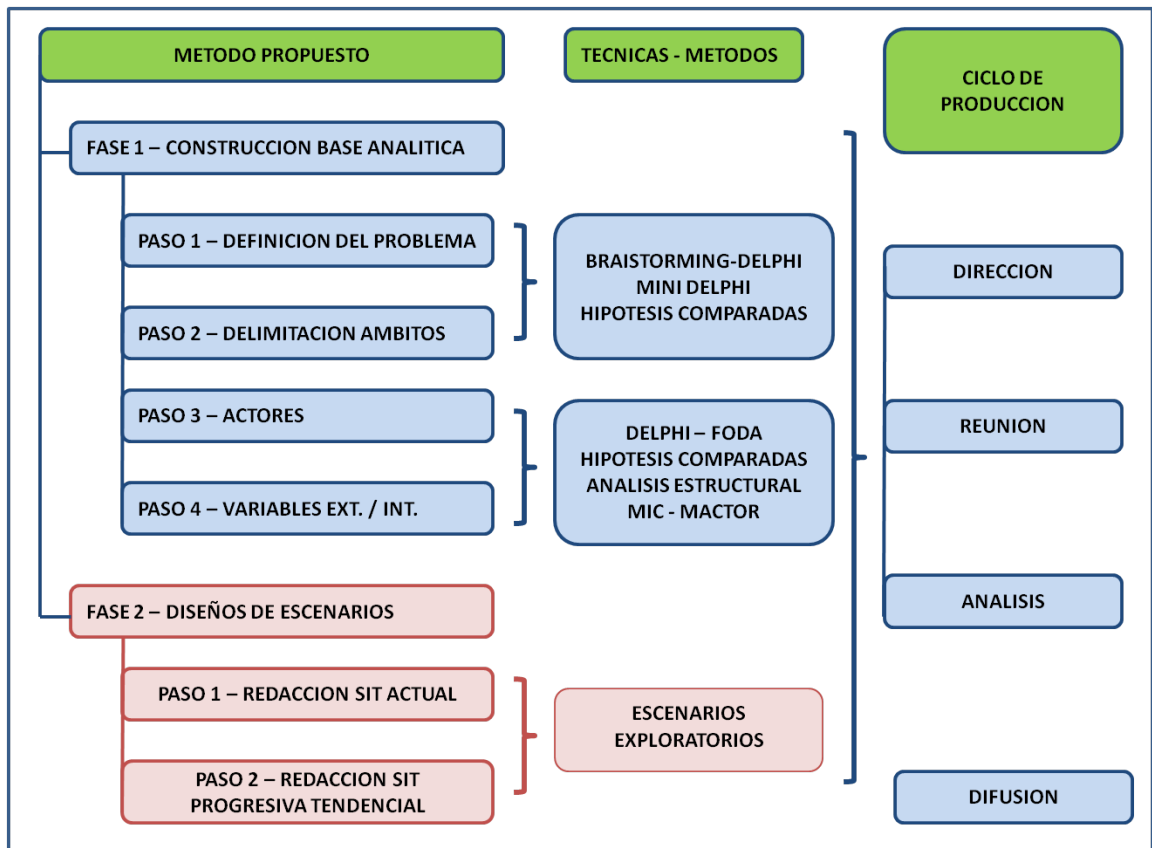 METODO PROPUESTO
TECNICAS - METODOS
CICLO DE
PRODUCCION
FASE 1 – CONSTRUCCION BASE ANALITICA
PASO 1 – DEFINICION DEL PROBLEMA
PASO 2 – DELIMITACION AMBITOS
BRAISTORMING-DELPHI
MINI DELPHI
HIPOTESIS COMPARADAS
PASO 3 – ACTORES
PASO 4 – VARIABLES EXT. / INT.
DELPHI – FODA
HIPOTESIS COMPARADAS
ANALISIS ESTRUCTURAL
MIC - MACTOR
FASE 2 – DISEÑOS DE ESCENARIOS
PASO 1 – REDACCION SIT ACTUAL
PASO 2 – REDACCION SIT
PROGRESIVA TENDENCIAL
ESCENARIOS
EXPLORATORIOS
DIRECCION
REUNION
ANALISIS
DIFUSION